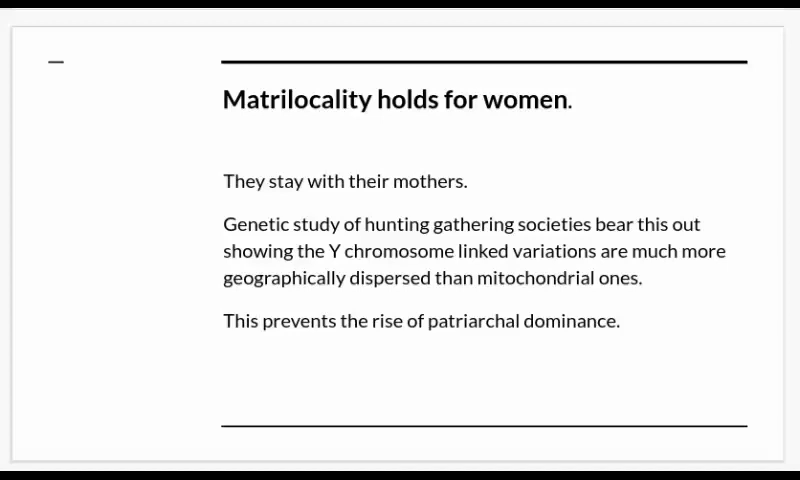 Matrilocality holds for women.
They stay with their mothers.
Genetic study of hunting gathering societies bear this out
showing the Y chromosome linked variations are much more
geographically dispersed than mitochondrial ones.
This prevents the rise of patriarchal dominance.